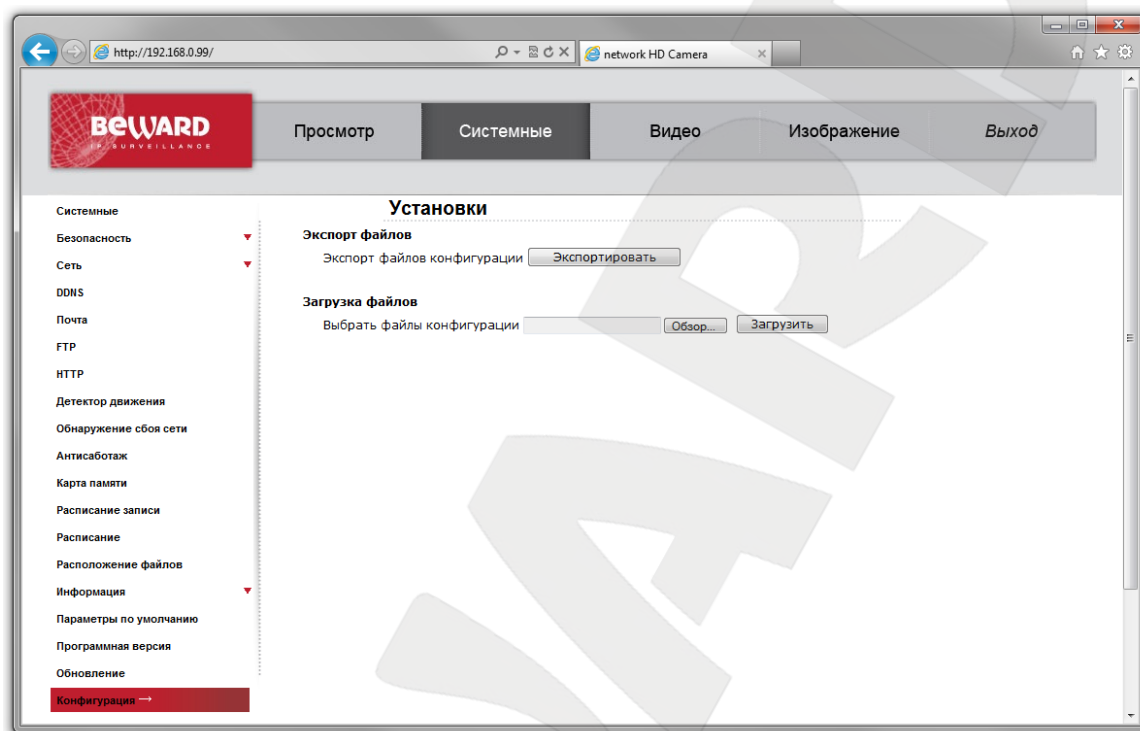 http://192.168.0.99/
network HD Camera
BEWARD
IP SURVEILLANCE
Просмотр
Системные
Видео
Изображение
Выход
Системные
Безопасность
Сеть
DDNS
Почта
FTP
HTTP
Детектор движения
Обнаружение сбоя сети
Антисаботаж
Карта памяти
Расписание записи
Расписание
Расположение файлов
Информация
Параметры по умолчанию
Программная версия
Обновление
Конфигурация →
Установки
Экспорт файлов
Экспорт файлов конфигурации Экспортировать
Загрузка файлов
Выбрать файлы конфигурации Обзор... Загрузить